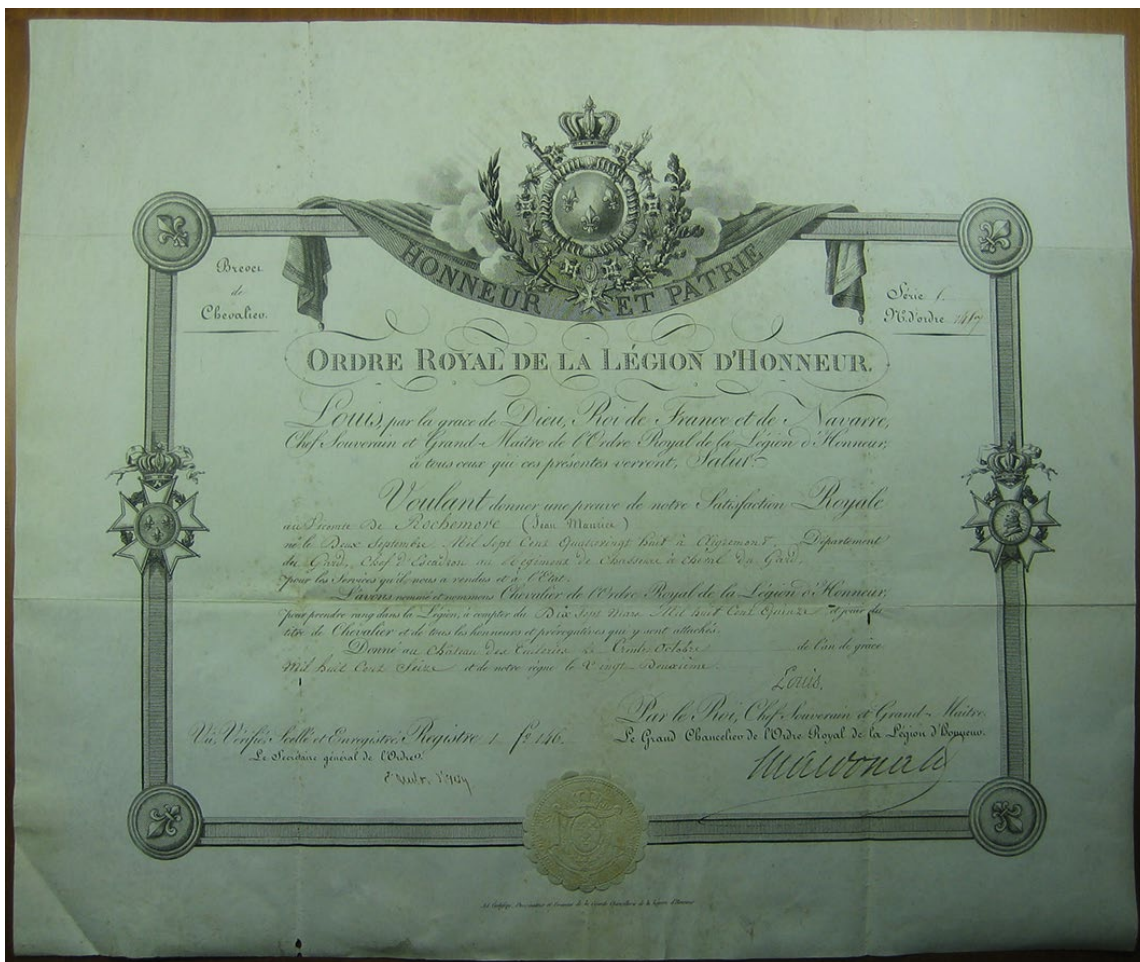 HONNEUR ET PATRIE
Brevet
de
Chevalier.
Série 1.
N.º d'ordre
ORDRE ROYAL DE LA LÉGION D'HONNEUR.
Louis, par la grace de Dieu, Roi de France et de Navarre,
Chef Souverain et Grand-Maître de l'Ordre Royal de la Légion d'Honneur,
à tous ceux qui ces présentes verront, Salut.
Voulant donner une preuve de notre Satisfaction Royale
au Vicomte De Rochemore (Jean Maurice)
né le Deux Septembre Mil Sept Cent Quatrevingt huit à Aigremont, Département
du Gard, Chef d'Escadron au Régiment de Chasseurs à cheval du Gard,
pour les Services qu'il nous a rendus et à l'Etat,
L'avons nommé et nommons Chevalier de l'Ordre Royal de la Légion d'Honneur,
pour prendre rang dans la Légion, à compter du Dix Sept Mars Mil huit Cent Quinze et jouir du
titre de Chevalier et de tous les honneurs et prérogatives qui y sont attachés.
Donné au Château des Tuileries Le Octobre de l'an de grâce
Mil huit Cent Seize et de notre règne le Vingt Deuxième
Louis.
Par le Roi, Chef Souverain et Grand-Maître,
Le Grand Chancelier de l'Ordre Royal de la Légion d'Honneur.
Macdonald
Vu, Vérifié, Scellé et Enregistré, Registre 1. f.º 146.
Le Secrétaire général de l'Ordre,